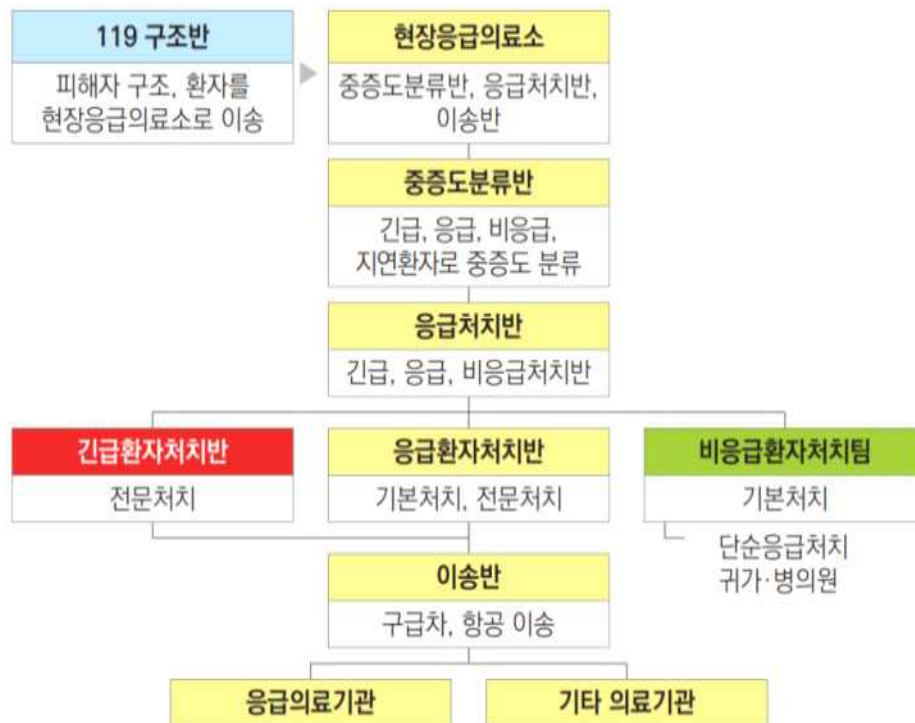 119 구조반
피해자 구조, 환자를
현장응급의료소로 이송
현장응급의료소
중증도분류반, 응급처치반,
이송반
중증도분류반
긴급, 응급, 비응급,
지연환자로 중증도 분류
응급처치반
긴급, 응급, 비응급처치반
긴급환자처치반
전문처치
응급환자처치반
기본처치, 전문처치
비응급환자처치팀
기본처치
단순응급처치
귀가·병의원
이송반
구급차, 항공 이송
응급의료기관
기타 의료기관